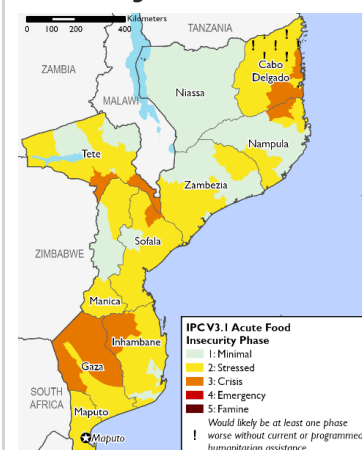 Kilometers
0 100 200 400
TANZANIA
ZAMBIA
Cabo
Delgado
Niassa
MALAWI
Nampula
Tete
Zambezia
Sofala
ZIMBABWE
Manica
Inhambane
Gaza
SOUTH
AFRICA
Maputo
Maputo
IPC V3.1 Acute Food
Insecurity Phase
1: Minimal
2: Stressed
3: Crisis
4: Emergency
5: Famine
Would likely be at least one phase
! worse without current or programmed
humanitarian assistance